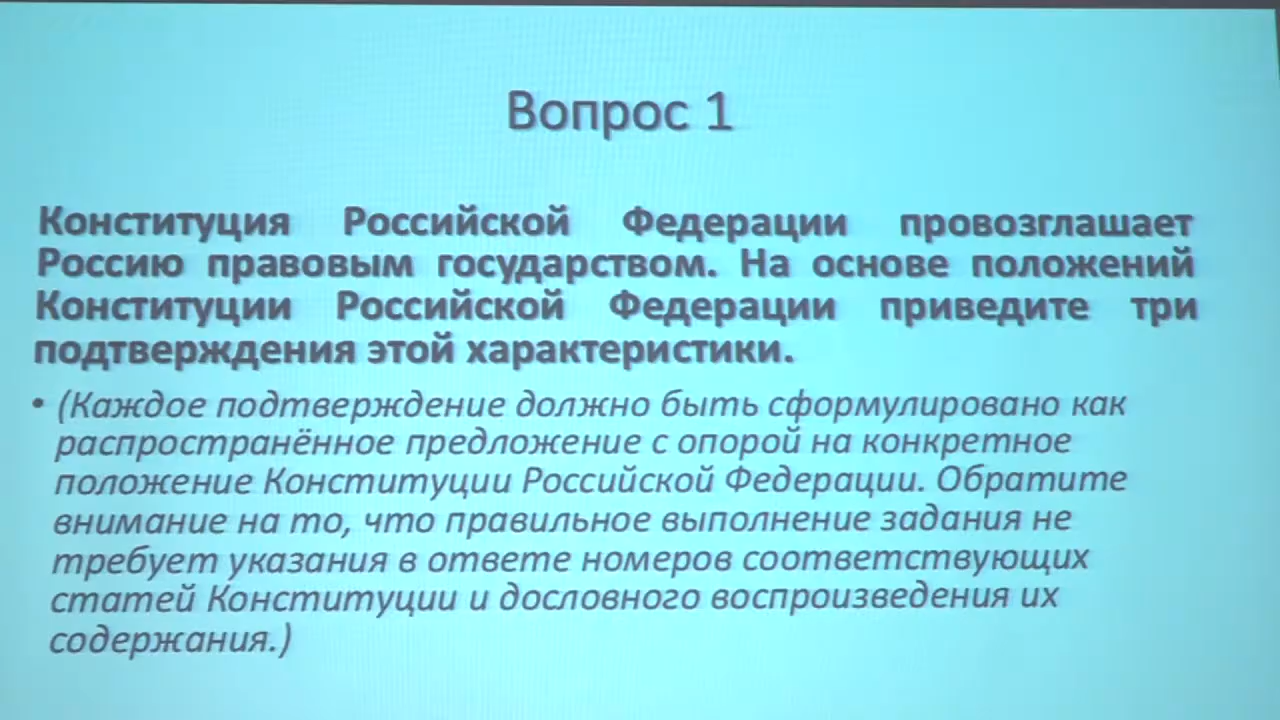 Вопрос 1
Конституция Российской Федерации провозглашает
Россию правовым государством. На основе положений
Конституции Российской Федерации приведите три
подтверждения этой характеристики.
• (Каждое подтверждение должно быть сформулировано как
распространённое предложение с опорой на конкретное
положение Конституции Российской Федерации. Обратите
внимание на то, что правильное выполнение задания не
требует указания в ответе номеров соответствующих
статей Конституции и дословного воспроизведения их
содержания.)